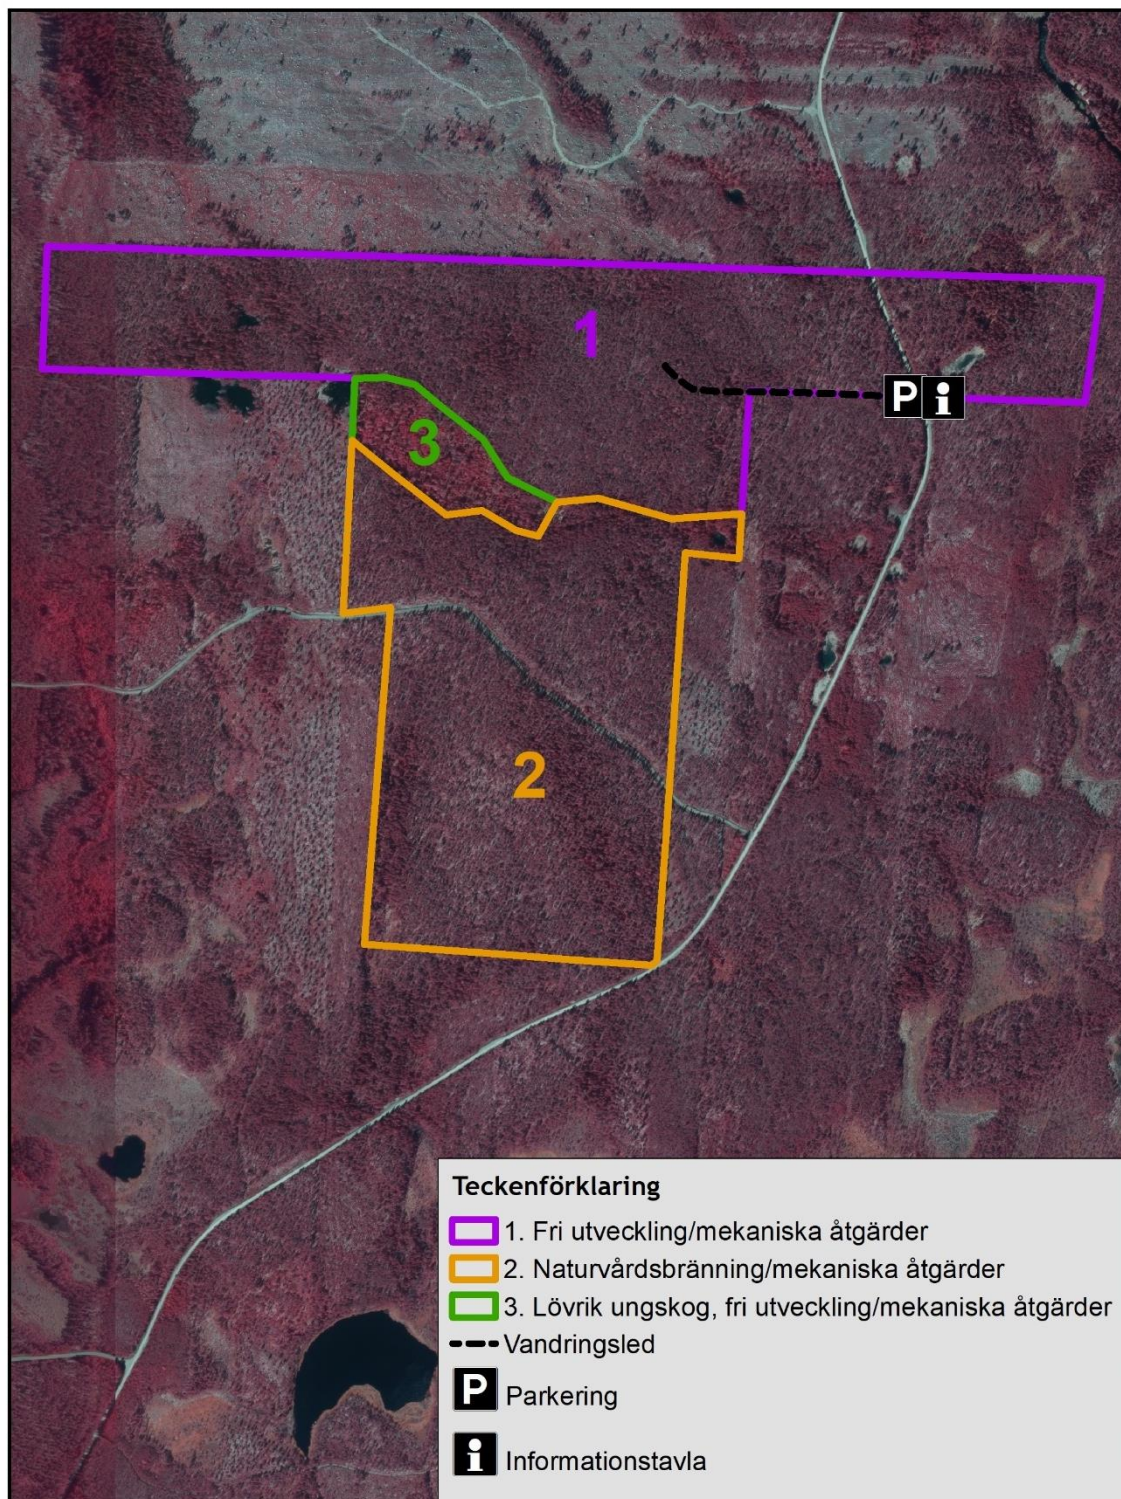 1
P i
3
2
Teckenförklaring
1. Fri utveckling/mekaniska åtgärder
2. Naturvårdsbränning/mekaniska åtgärder
3. Lövrik ungskog, fri utveckling/mekaniska åtgärder
Vandringsled
P Parkering
i Informationstavla